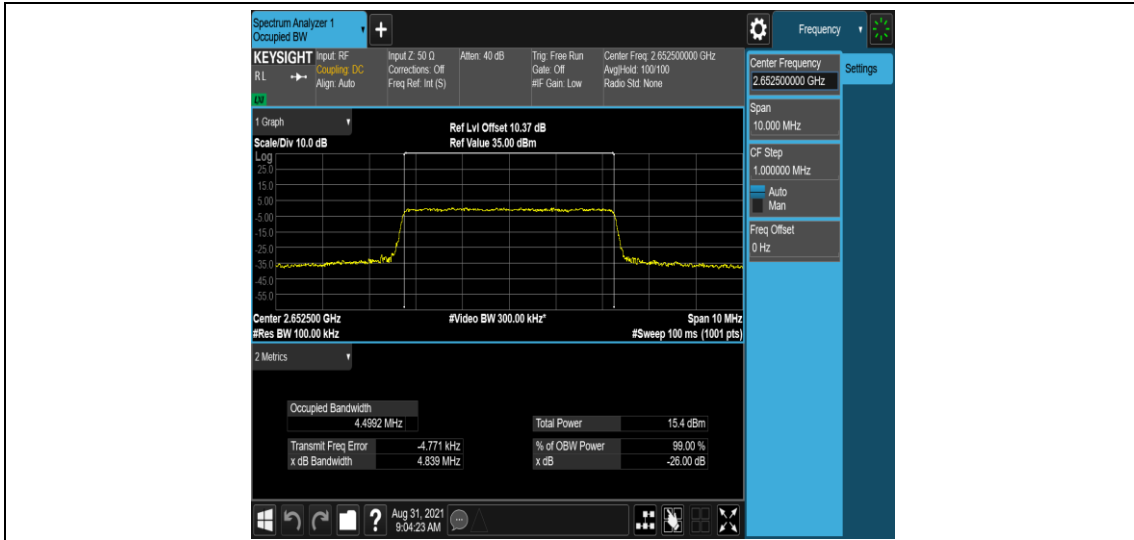 Spectrum Analyzer 1
Occupied BW
Frequency
KEYSIGHT
RL
Input: RF
Coupling: DC
Align: Auto
Input Z: 50 Ω
Corrections: Off
Freq Ref: Int (S)
Atten: 40 dB
Trig: Free Run
Gate: Off
#IF Gain: Low
Center Freq: 2.652500000 GHz
Avg|Hold: 100/100
Radio Std: None
Center Frequency
2.652500000 GHz
Settings
Span
10.000 MHz
CF Step
1.000000 MHz
Auto
Man
Freq Offset
0 Hz
1 Graph
Scale/Div 10.0 dB
Ref Lvl Offset 10.37 dB
Ref Value 35.00 dBm
Log
25.0
15.0
5.00
-5.00
-15.0
-25.0
-35.0
-45.0
-55.0
Center 2.652500 GHz
#Video BW 300.00 kHz*
Span 10 MHz
#Res BW 100.00 kHz
#Sweep 100 ms (1001 pts)
2 Metrics
Occupied Bandwidth
4.4992 MHz
Total Power 15.4 dBm
Transmit Freq Error -4.771 kHz
% of OBW Power 99.00 %
x dB Bandwidth 4.839 MHz
x dB -26.00 dB
Aug 31, 2021
9:04:23 AM